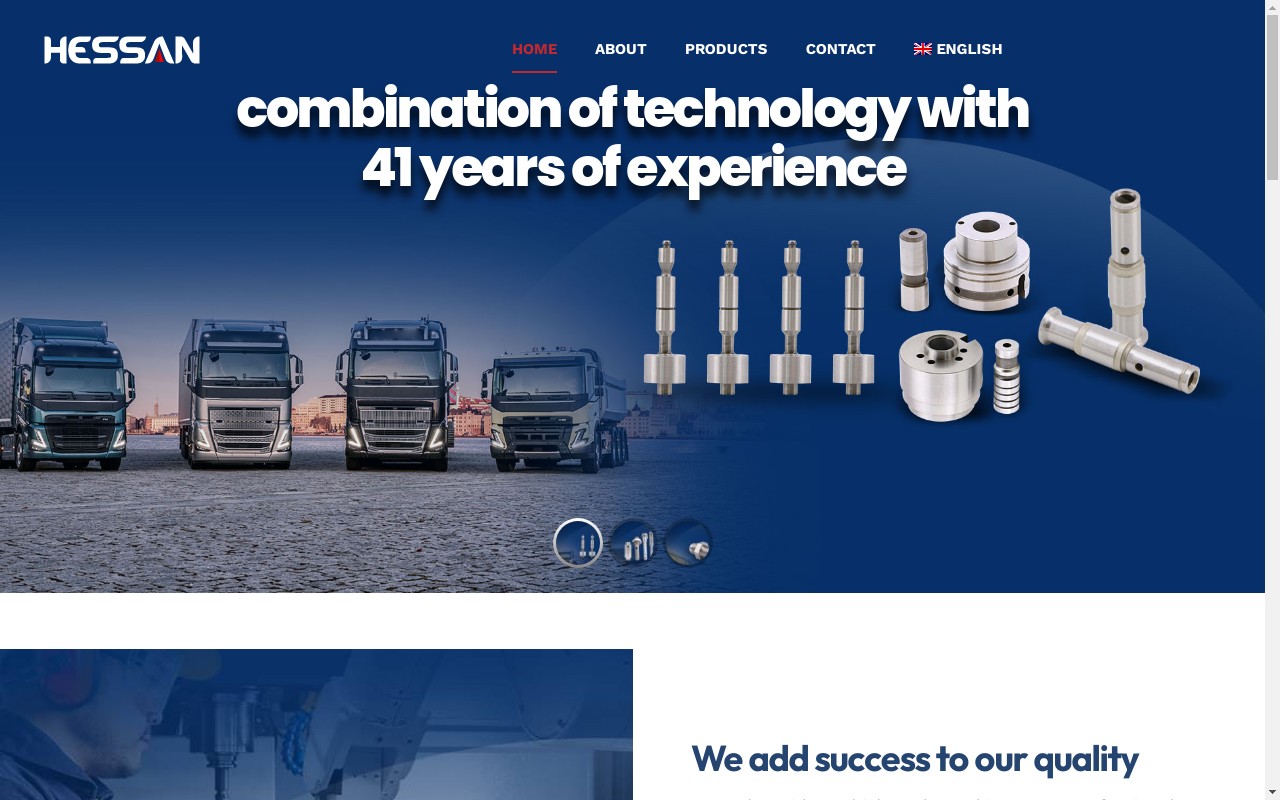 HESSAN
HOME
ABOUT
PRODUCTS
CONTACT
ENGLISH
combination of technology with
41 years of experience
We add success to our quality